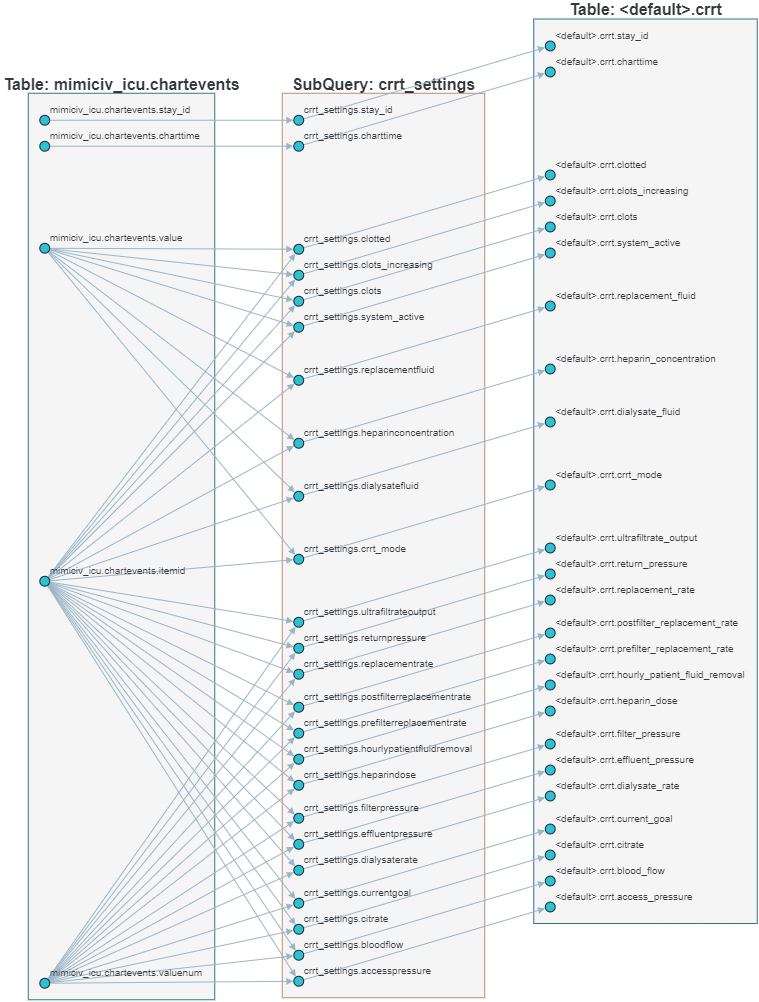 Table: mimiciv_icu.chartevents
mimiciv_icu.chartevents.stay_id
mimiciv_icu.chartevents.charttime
mimiciv_icu.chartevents.value
mimiciv_icu.chartevents.itemid
mimiciv_icu.chartevents.valuenum
SubQuery: crrt_settings
crrt_settings.stay_id
crrt_settings.charttime
crrt_settings.clotted
crrt_settings.clots_increasing
crrt_settings.clots
crrt_settings.system_active
crrt_settings.replacementfluid
crrt_settings.heparinconcentration
crrt_settings.dialysatefluid
crrt_settings.crrt_mode
crrt_settings.ultrafiltrateoutput
crrt_settings.returnpressure
crrt_settings.replacementrate
crrt_settings.postfilterreplacementrate
crrt_settings.prefilterreplacementrate
crrt_settings.hourlypatientfluidremoval
crrt_settings.heparindose
crrt_settings.filterpressure
crrt_settings.effluentpressure
crrt_settings.dialysaterate
crrt_settings.currentgoal
crrt_settings.citrate
crrt_settings.bloodflow
crrt_settings.accesspressure
Table: <default>.crrt
<default>.crrt.stay_id
<default>.crrt.charttime
<default>.crrt.clotted
<default>.crrt.clots_increasing
<default>.crrt.clots
<default>.crrt.system_active
<default>.crrt.replacement_fluid
<default>.crrt.heparin_concentration
<default>.crrt.dialysate_fluid
<default>.crrt.crrt_mode
<default>.crrt.ultrafiltrate_output
<default>.crrt.return_pressure
<default>.crrt.replacement_rate
<default>.crrt.postfilter_replacement_rate
<default>.crrt.prefilter_replacement_rate
<default>.crrt.hourly_patient_fluid_removal
<default>.crrt.heparin_dose
<default>.crrt.filter_pressure
<default>.crrt.effluent_pressure
<default>.crrt.dialysate_rate
<default>.crrt.current_goal
<default>.crrt.citrate
<default>.crrt.blood_flow
<default>.crrt.access_pressure